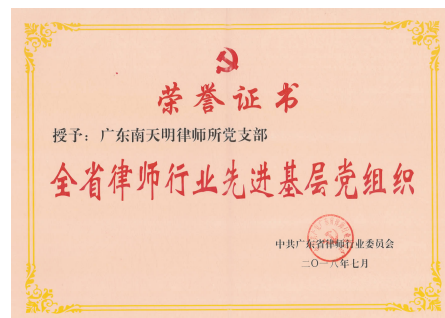 荣誉证书
授予：广东南天明律师所党支部
全省律师行业先进基层党组织
中共广东省律师行业委员会
二〇一八年七月